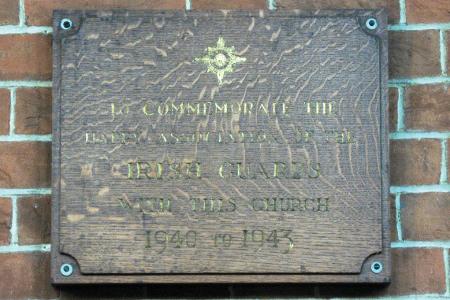 TO COMMEMORATE THE
HAPPY ASSOCIATION OF THE
IRISH GUARDS
WITH THIS CHURCH
1940 TO 1943